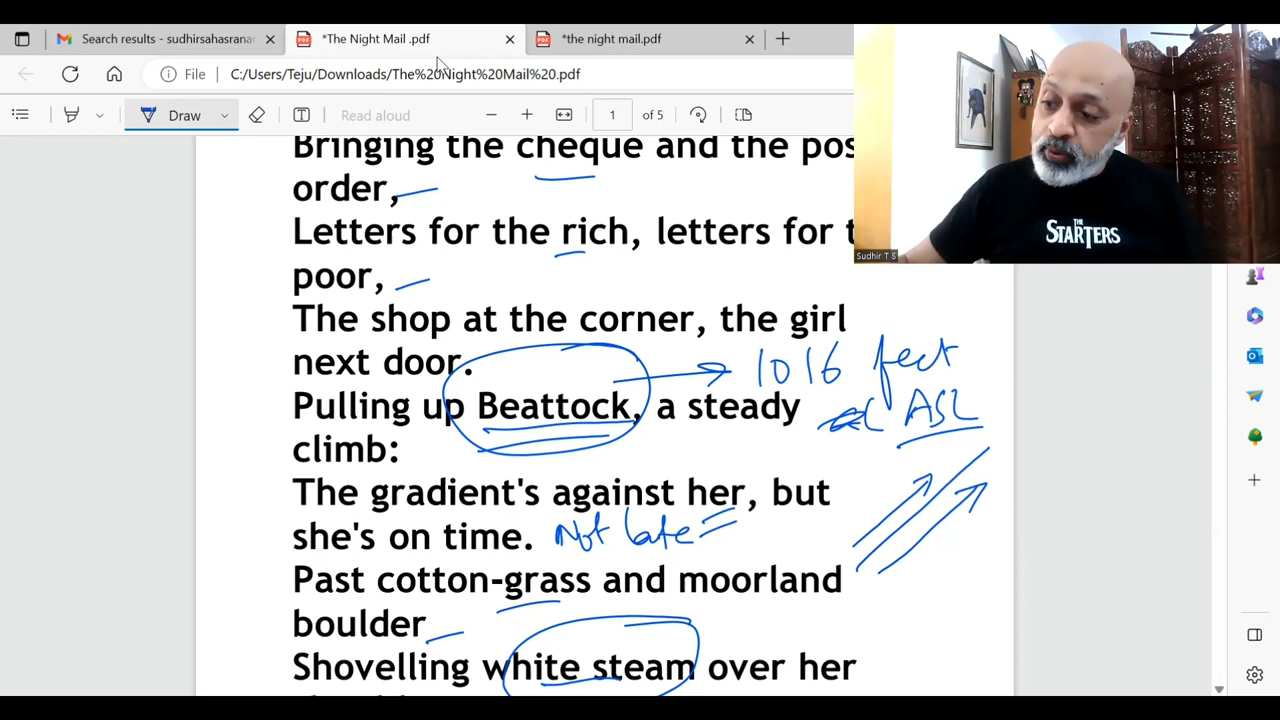 Search results - sudhirsahasranar
*The Night Mail .pdf
*the night mail.pdf
File
C:/Users/Teju/Downloads/The%20Night%20Mail%20.pdf
Draw
Read aloud
1 of 5
Bringing the cheque and the pos
order,
Letters for the rich, letters for t
poor,
The shop at the corner, the girl
next door.
1016 feet
Pulling up Beattock, a steady
ASL
climb:
The gradient's against her, but
she's on time.
Not late
Past cotton-grass and moorland
boulder
Shovelling white steam over her
THE
STARTERS
Sudhir T S